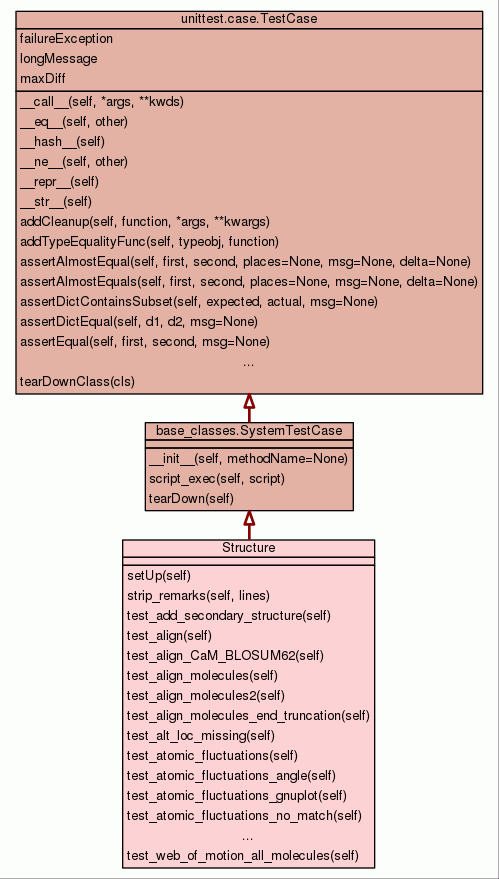 unittest.case.TestCase
failureException
longMessage
maxDiff
__call__(self, *args, **kwds)
__eq__(self, other)
__hash__(self)
__ne__(self, other)
__repr__(self)
__str__(self)
addCleanup(self, function, *args, **kwargs)
addTypeEqualityFunc(self, typeobj, function)
assertAlmostEqual(self, first, second, places=None, msg=None, delta=None)
assertAlmostEquals(self, first, second, places=None, msg=None, delta=None)
assertDictContainsSubset(self, expected, actual, msg=None)
assertDictEqual(self, d1, d2, msg=None)
assertEqual(self, first, second, msg=None)
...
tearDownClass(cls)
base_classes.SystemTestCase
__init__(self, methodName=None)
script_exec(self, script)
tearDown(self)
Structure
setUp(self)
strip_remarks(self, lines)
test_add_secondary_structure(self)
test_align(self)
test_align_CaM_BLOSUM62(self)
test_align_molecules(self)
test_align_molecules2(self)
test_align_molecules_end_truncation(self)
test_alt_loc_missing(self)
test_atomic_fluctuations(self)
test_atomic_fluctuations_angle(self)
test_atomic_fluctuations_gnuplot(self)
test_atomic_fluctuations_no_match(self)
...
test_web_of_motion_all_molecules(self)